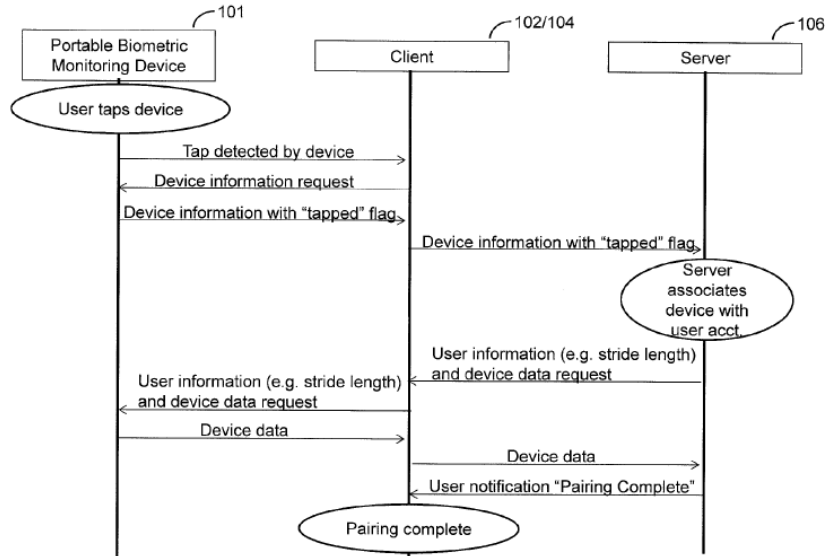 101
102/104
106
Portable Biometric
Monitoring Device
Client
Server
User taps device
Tap detected by device
Device information request
Device information with “tapped” flag
Device information with “tapped” flag
Server
associates
device with
user acct.
User information (e.g. stride length)
and device data request
User information (e.g. stride length)
and device data request
Device data
Device data
User notification “Pairing Complete”
Pairing complete